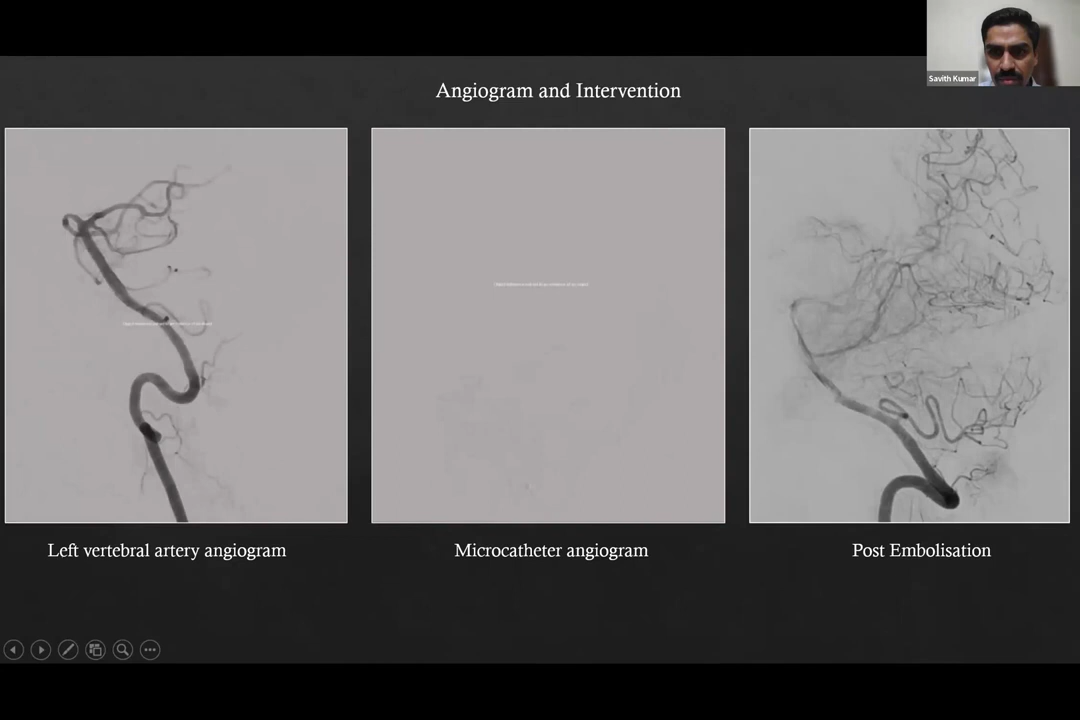 Savith Kumar
Angiogram and Intervention
Left vertebral artery angiogram
Microcatheter angiogram
Post Embolisation